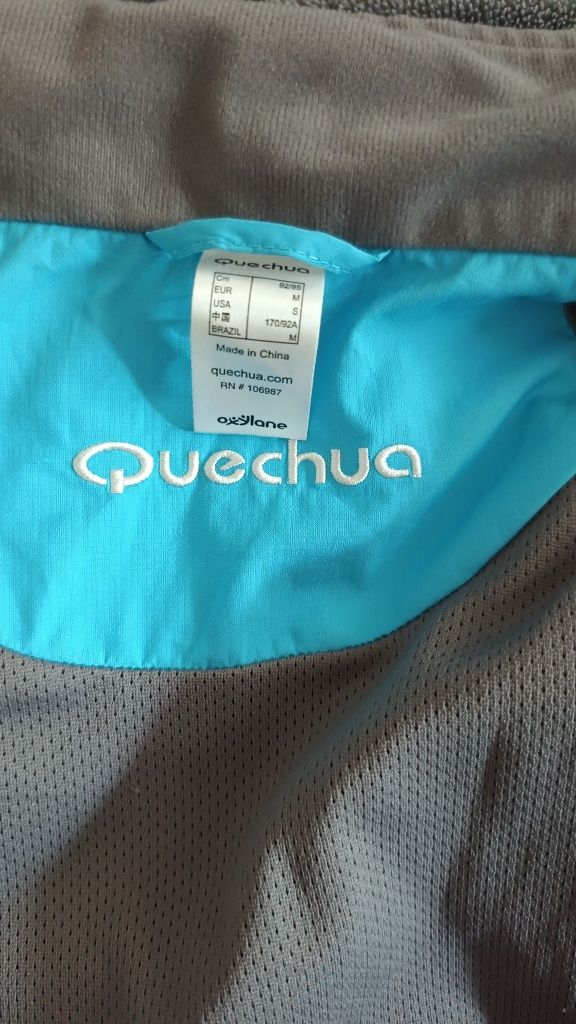 Quechua
Cm 92/95
EUR M
USA S
中国 170/92A
BRAZIL M
Made in China
quechua.com
RN # 106987
oxylane
Quechua